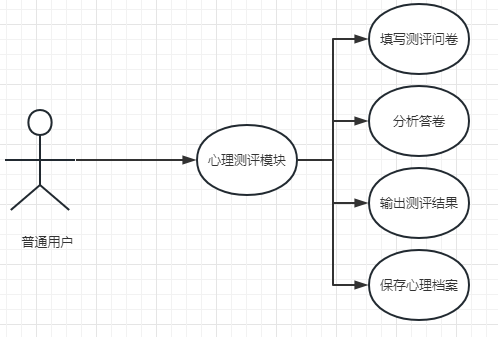 填写测评问卷
分析答卷
心理测评模块
输出测评结果
普通用户
保存心理档案